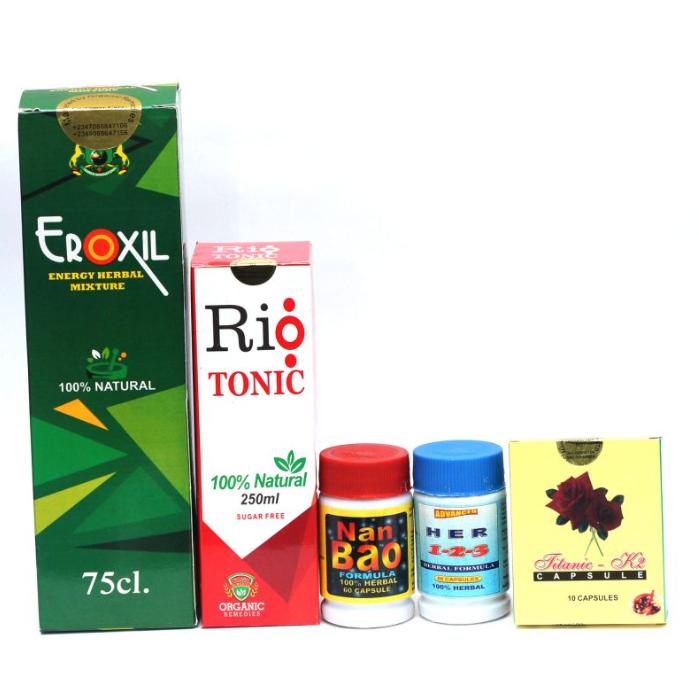 +2347066847106
EROXIL
ENERGY HERBAL
MIXTURE
100% NATURAL
75cl.
Rio
TONIC
Rio
TONIC
100% Natural
250ml
SUGAR FREE
ORGANIC
REMEDIES
Nan
Bao
FORMULA
100% HERBAL
60 CAPSULE
ADVANCED
HER
1-2-3
HERBAL FORMULA
100% HERBAL
Titanic - K2
CAPSULE
10 CAPSULES